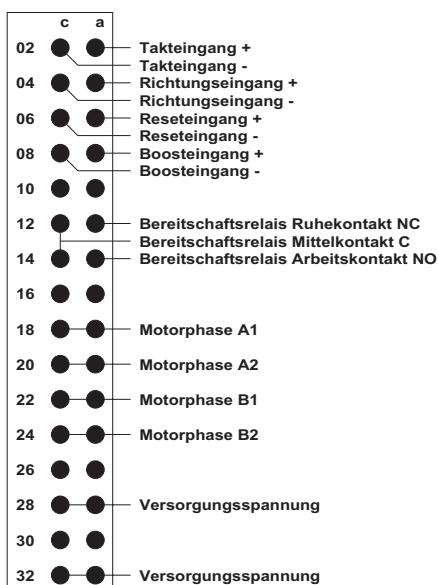 c a
02 Takteingang +
Takteingang -
04 Richtungseingang +
Richtungseingang -
06 Reseteingang +
Reseteingang -
08 Boosteingang +
Boosteingang -
10
12 Bereitschaftsrelais Ruhekontakt NC
Bereitschaftsrelais Mittelkontakt C
14 Bereitschaftsrelais Arbeitskontakt NO
16
18 Motorphase A1
20 Motorphase A2
22 Motorphase B1
24 Motorphase B2
26
28 Versorgungsspannung
30
32 Versorgungsspannung